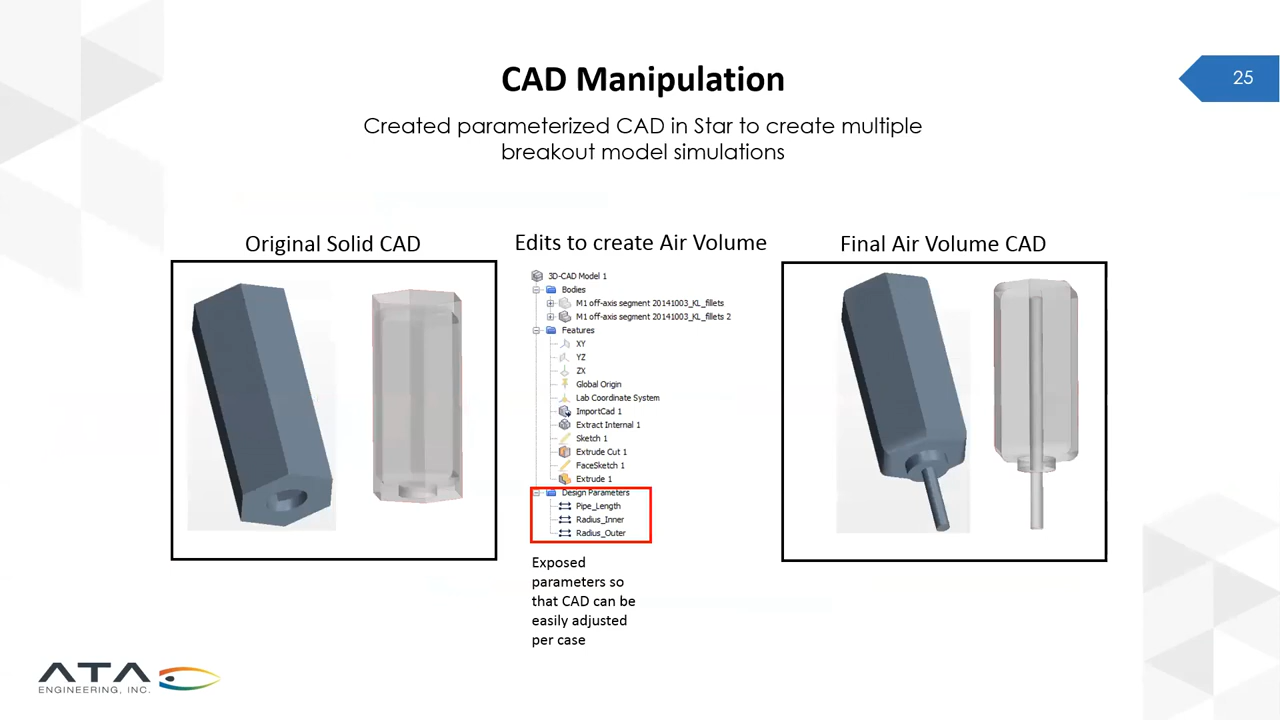 CAD Manipulation
25
Created parameterized CAD in Star to create multiple
breakout model simulations
Original Solid CAD
Edits to create Air Volume
Final Air Volume CAD
3D-CAD Model 1
Bodies
M1 off-axis segment 20141003_KL_fillets
M1 off-axis segment 20141003_KL_fillets 2
Features
XY
YZ
ZX
Global Origin
Lab Coordinate System
ImportCad 1
Extract Internal 1
Sketch 1
Extrude Cut 1
FaceSketch 1
Extrude 1
Design Parameters
Pipe_Length
Radius_Inner
Radius_Outer
Exposed
parameters so
that CAD can be
easily adjusted
per case
ATA
ENGINEERING, INC.